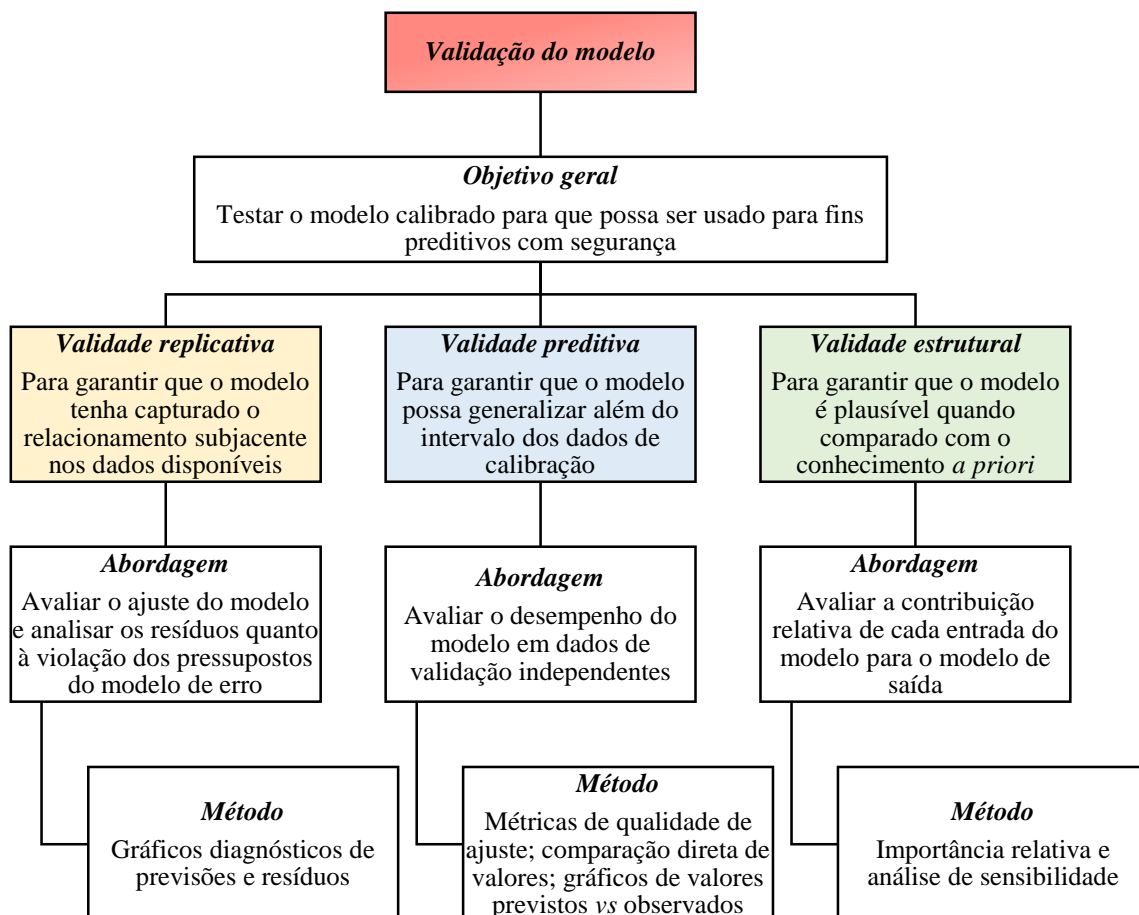 Validação do modelo
Objetivo geral
Testar o modelo calibrado para que possa ser usado para fins
preditivos com segurança
Validade replicativa
Para garantir que o modelo
tenha capturado o
relacionamento subjacente
nos dados disponíveis
Validade preditiva
Para garantir que o modelo
possa generalizar além do
intervalo dos dados de
calibração
Validade estrutural
Para garantir que o modelo
é plausível quando
comparado com o
conhecimento a priori
Abordagem
Avaliar o ajuste do modelo
e analisar os resíduos quanto
à violação dos pressupostos
do modelo de erro
Abordagem
Avaliar o desempenho do
modelo em dados de
validação independentes
Abordagem
Avaliar a contribuição
relativa de cada entrada do
modelo para o modelo de
saída
Método
Gráficos diagnósticos de
previsões e resíduos
Método
Métricas de qualidade de
ajuste; comparação direta de
valores; gráficos de valores
previstos vs observados
Método
Importância relativa e
análise de sensibilidade